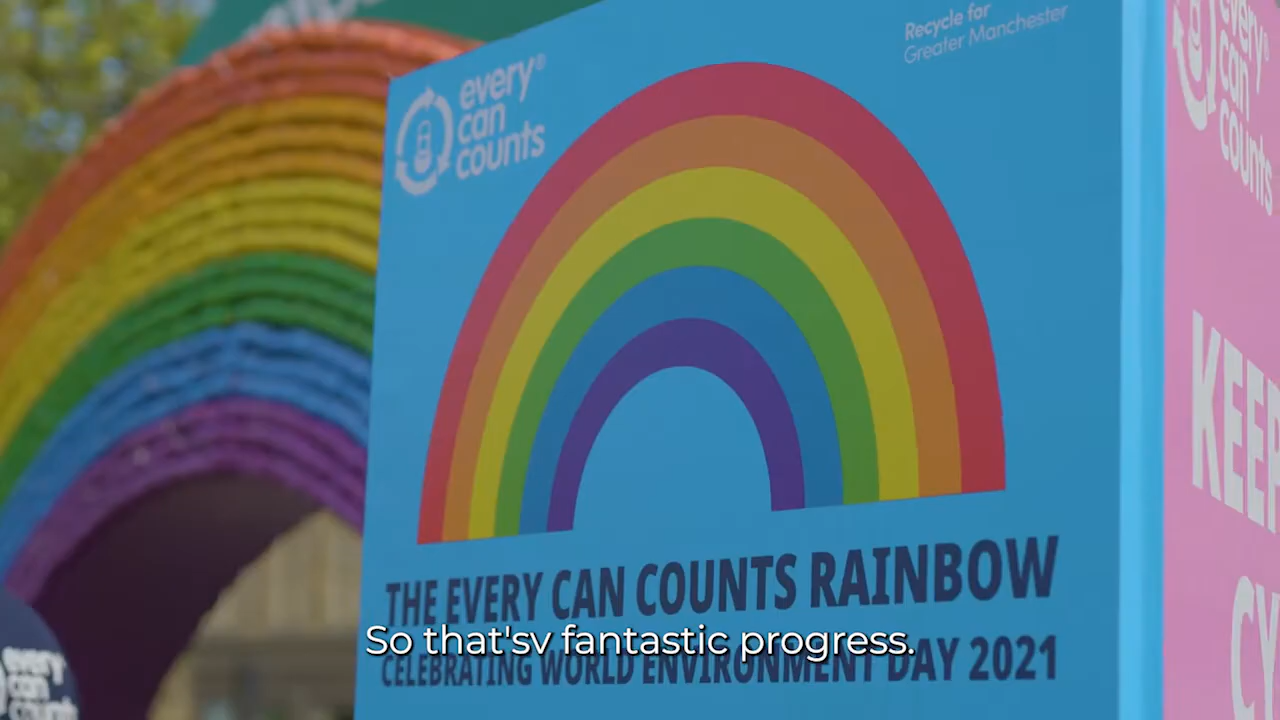 Recycle for
Greater Manchester
every®
can
counts
every
can
counts
THE EVERY CAN COUNTS RAINBOW
CELEBRATING WORLD ENVIRONMENT DAY 2021
So that'sv fantastic progress.
KEEP
CY
every
can
counts